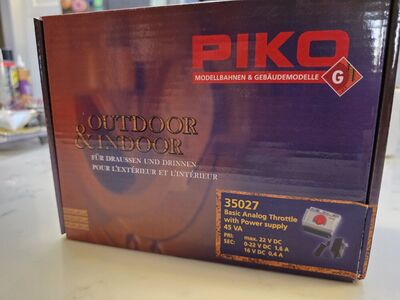 PIKO
MODELLBAHNEN & GEBÄUDEMODELLE
G
OUTDOOR
& INDOOR
FÜR DRAUSSEN UND DRINNEN
POUR L'EXTÉRIEUR ET L'INTÉRIEUR
35027
Basic Analog Throttle
with Power supply
45 VA
PRI: max. 22 V DC
SEC: 0-22 V DC 1,6 A
16 V DC 0,4 A